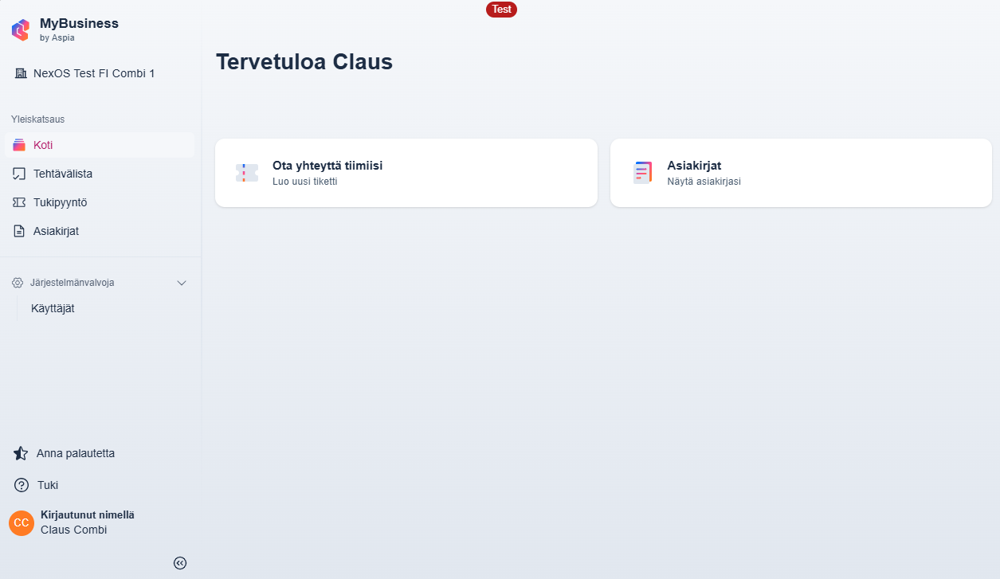 Test
MyBusiness
by Aspia
NexOS Test FI Combi 1
Yleiskatsaus
Koti
Tehtävälista
Tukipyyntö
Asiakirjat
Järjestelmänvalvoja
Käyttäjät
Anna palautetta
Tuki
CC
Kirjautunut nimellä
Claus Combi
Tervetuloa Claus
Ota yhteyttä tiimiisi
Luo uusi tiketti
Asiakirjat
Näytä asiakirjasi